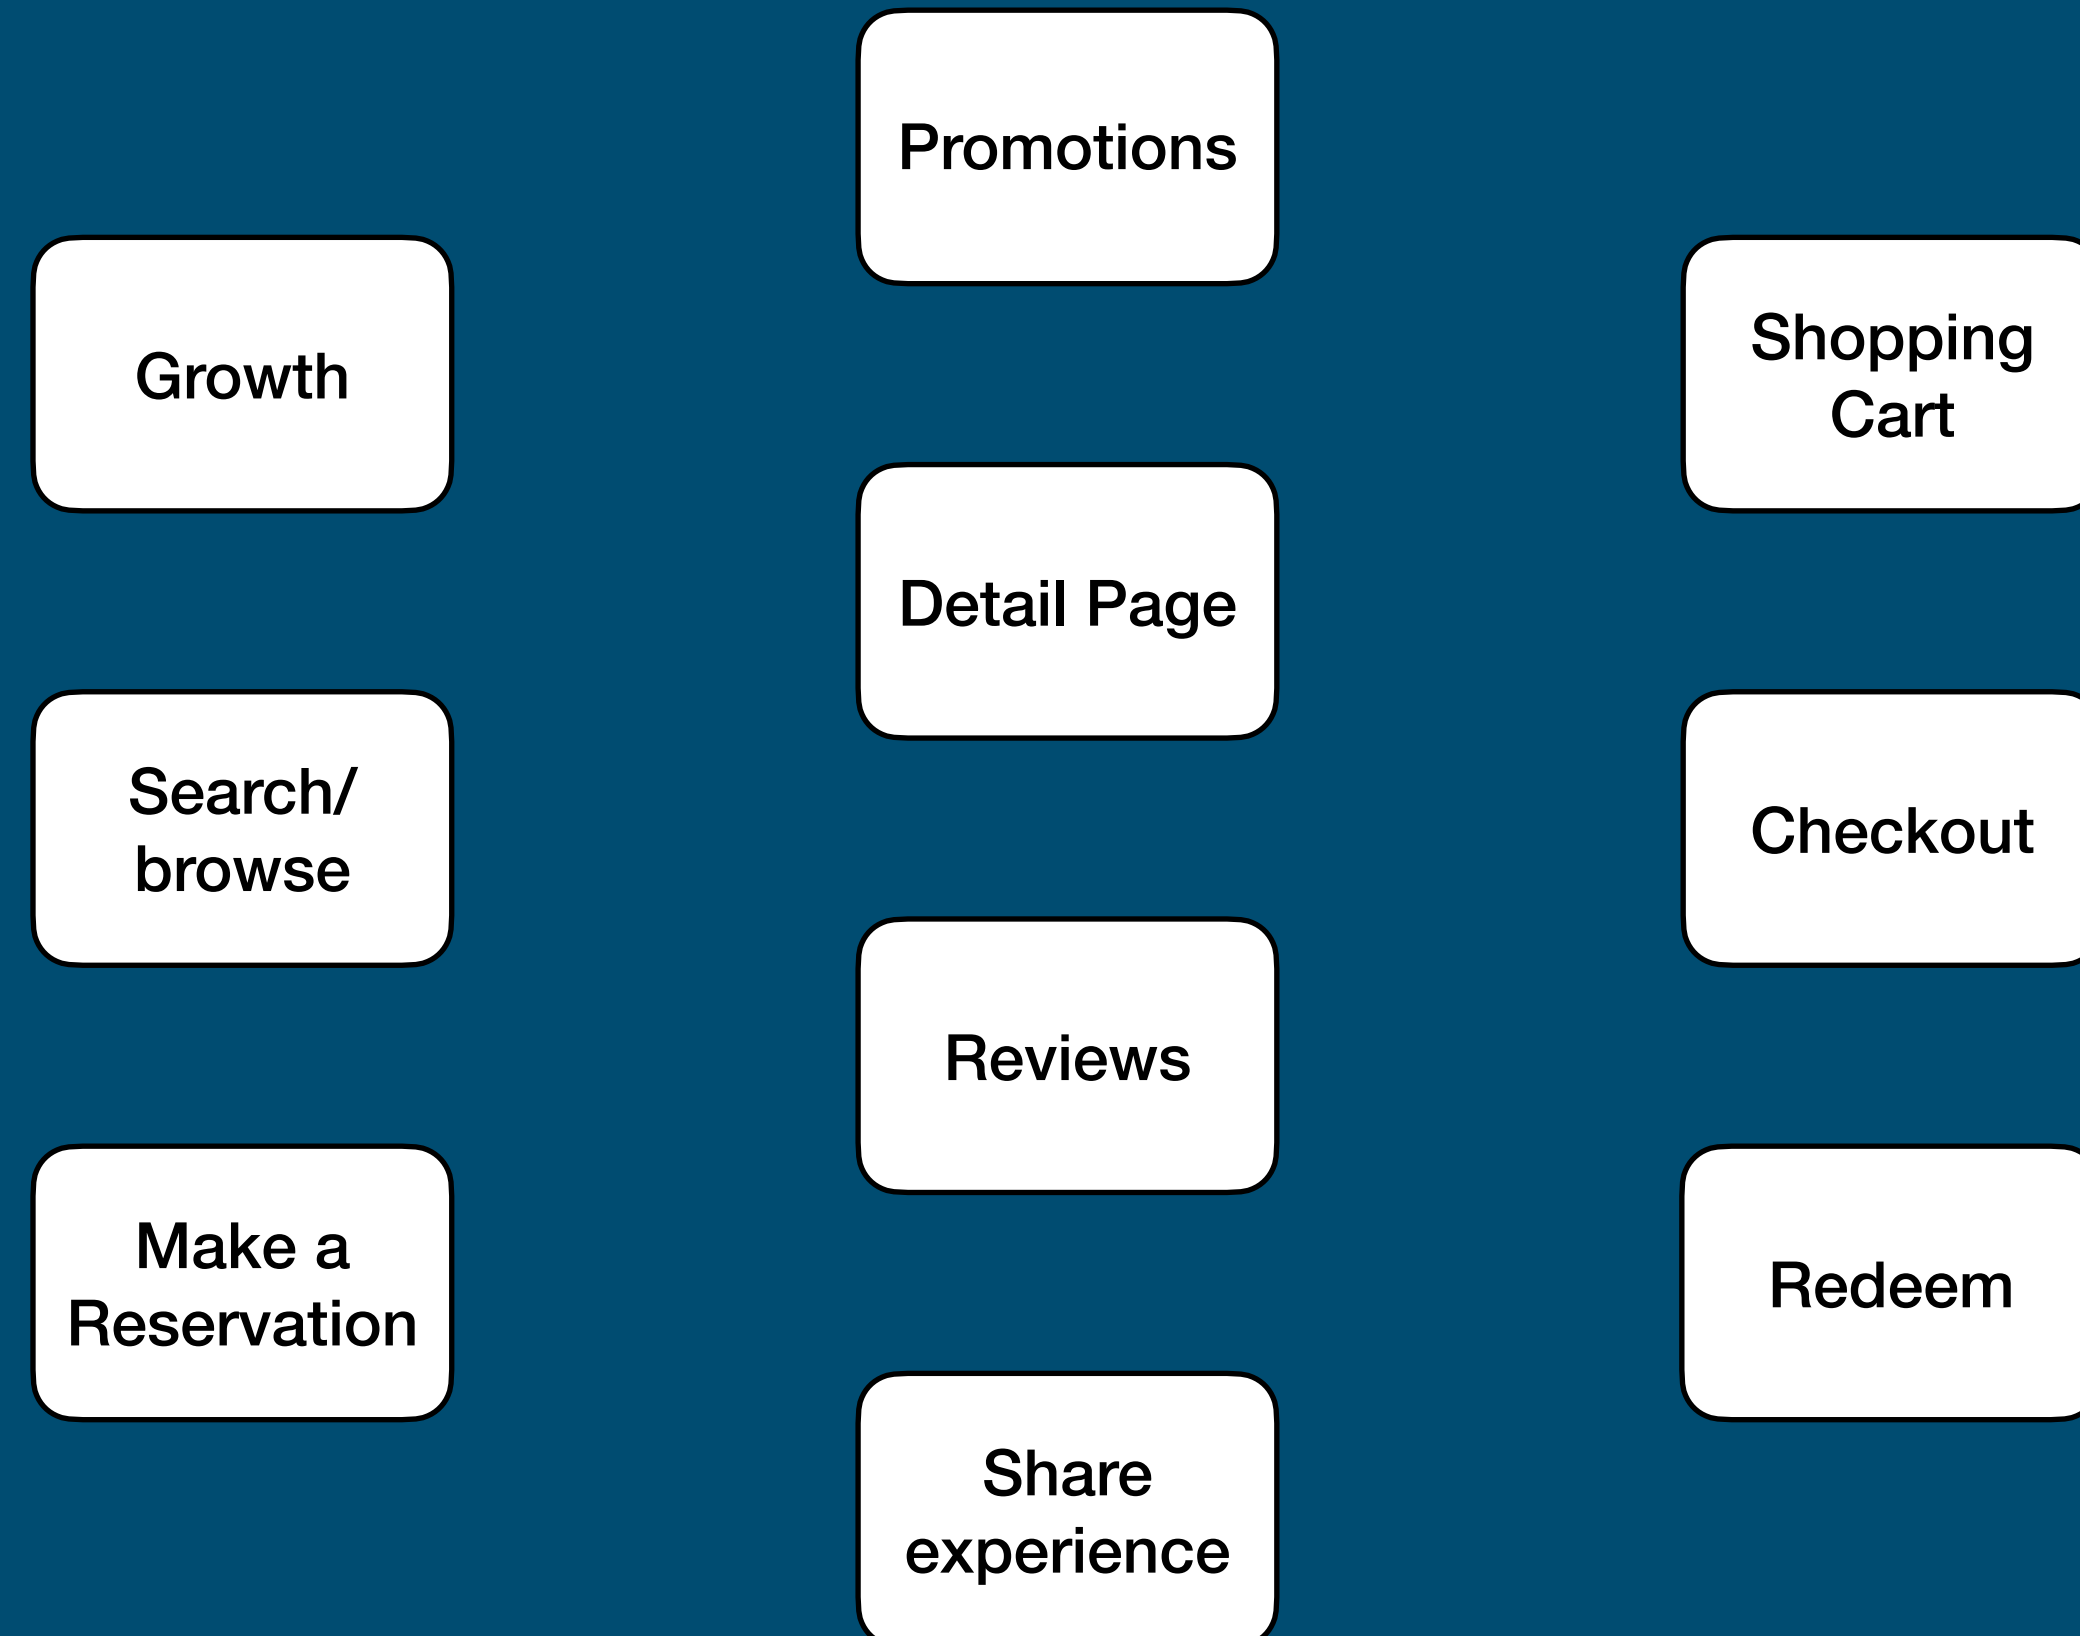 Promotions
Growth
Shopping
Cart
Detail Page
Search/
browse
Checkout
Reviews
Make a
Reservation
Redeem
Share
experience